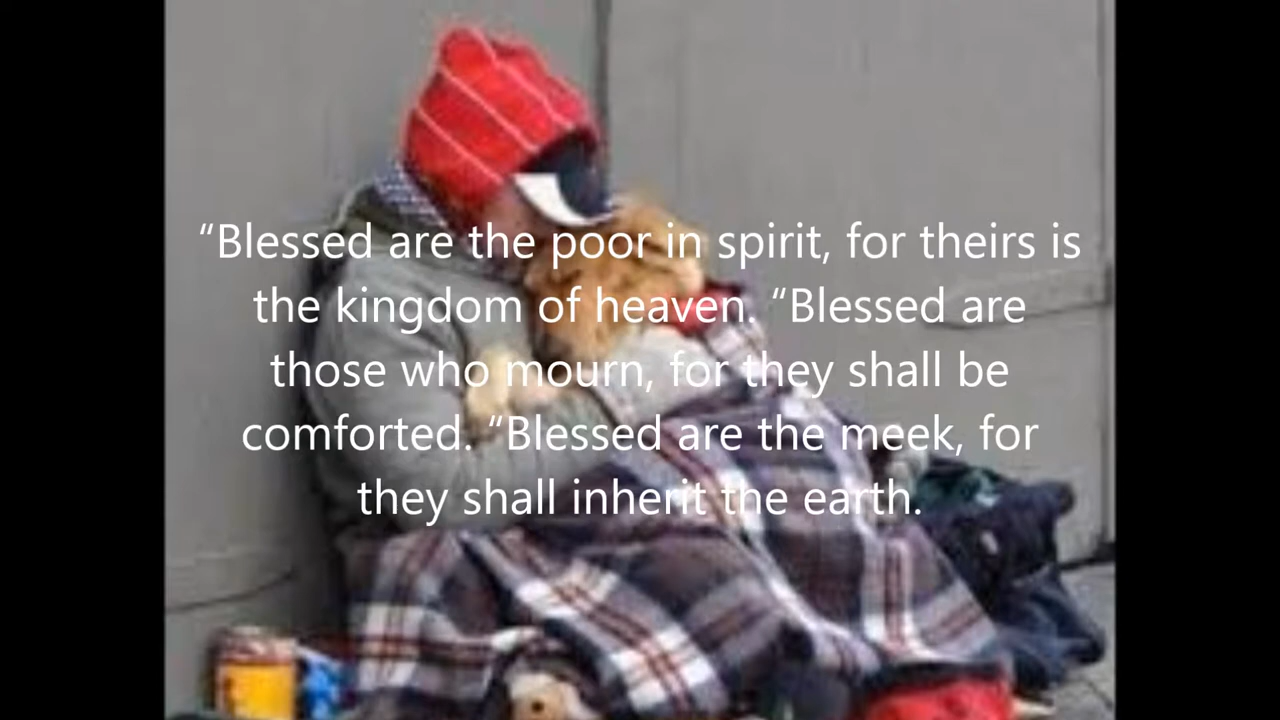 “Blessed are the poor in spirit, for theirs is
the kingdom of heaven. “Blessed are
those who mourn, for they shall be
comforted. “Blessed are the meek, for
they shall inherit the earth.